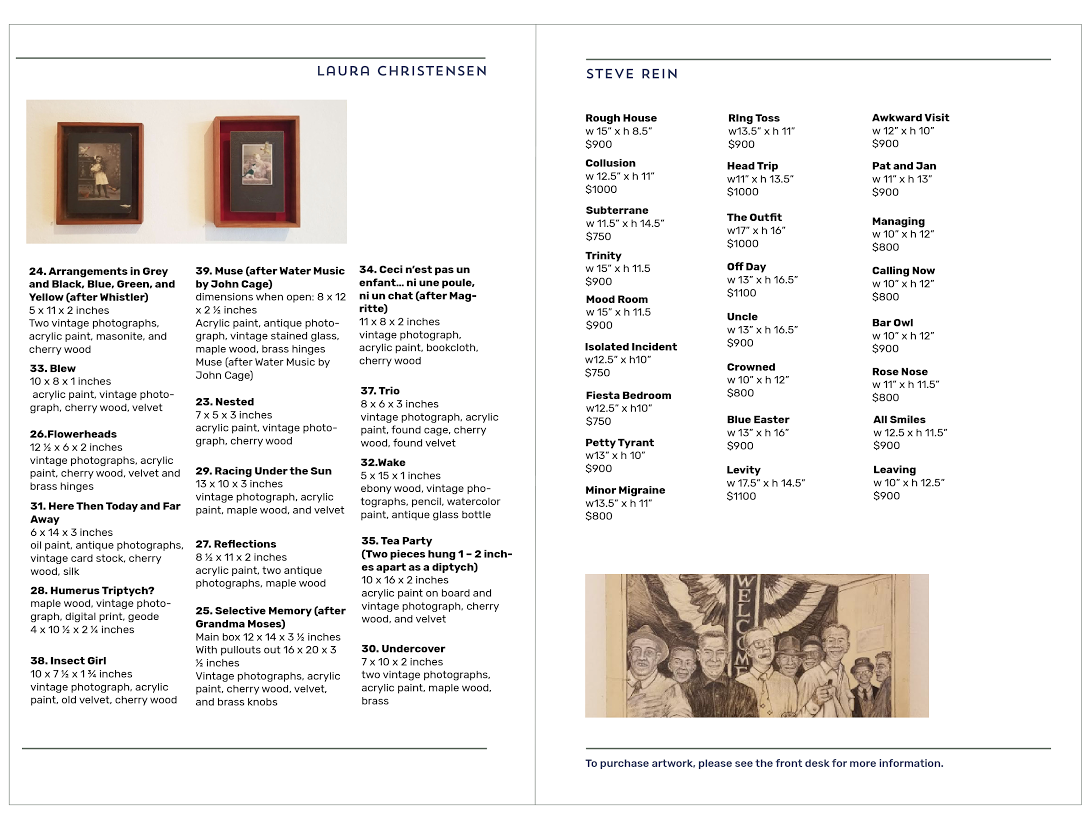 LAURA CHRISTENSEN
24. Arrangements in Grey
and Black, Blue, Green, and
Yellow (after Whistler)
5 x 11 x 2 inches
Two vintage photographs,
acrylic paint, masonite, and
cherry wood
33. Blew
10 x 8 x 1 inches
acrylic paint, vintage photo-
graph, cherry wood, velvet
26.Flowerheads
12 ½ x 6 x 2 inches
vintage photographs, acrylic
paint, cherry wood, velvet and
brass hinges
31. Here Then Today and Far
Away
6 x 14 x 3 inches
oil paint, antique photographs,
vintage card stock, cherry
wood, silk
28. Humerus Triptych?
maple wood, vintage photo-
graph, digital print, geode
4 x 10 ½ x 2 ¼ inches
38. Insect Girl
10 x 7 ½ x 1 ¾ inches
vintage photograph, acrylic
paint, old velvet, cherry wood
39. Muse (after Water Music
by John Cage)
dimensions when open: 8 x 12
x 2 ½ inches
Acrylic paint, antique photo-
graph, vintage stained glass,
maple wood, brass hinges
Muse (after Water Music by
John Cage)
23. Nested
7 x 5 x 3 inches
acrylic paint, vintage photo-
graph, cherry wood
29. Racing Under the Sun
13 x 10 x 3 inches
vintage photograph, acrylic
paint, maple wood, and velvet
27. Reflections
8 ½ x 11 x 2 inches
acrylic paint, two antique
photographs, maple wood
25. Selective Memory (after
Grandma Moses)
Main box 12 x 14 x 3 ½ inches
With pullouts out 16 x 20 x 3
½ inches
Vintage photographs, acrylic
paint, cherry wood, velvet,
and brass knobs
34. Ceci n'est pas un
enfant... ni une poule,
ni un chat (after Mag-
ritte)
11 x 8 x 2 inches
vintage photograph,
acrylic paint, bookcloth,
cherry wood
37. Trio
8 x 6 x 3 inches
vintage photograph, acrylic
paint, found cage, cherry
wood, found velvet
32.Wake
5 x 15 x 1 inches
ebony wood, vintage pho-
tographs, pencil, watercolor
paint, antique glass bottle
35. Tea Party
(Two pieces hung 1 – 2 inch-
es apart as a diptych)
10 x 16 x 2 inches
acrylic paint on board and
vintage photograph, cherry
wood, and velvet
30. Undercover
7 x 10 x 2 inches
two vintage photographs,
acrylic paint, maple wood,
brass
STEVE REIN
Rough House
w 15" x h 8.5"
$900
Collusion
w 12.5" x h 11"
$1000
Subterrane
w 11.5" x h 14.5"
$750
Trinity
w 15" x h 11.5
$900
Mood Room
w 15" x h 11.5
$900
Isolated Incident
w12.5" x h10"
$750
Fiesta Bedroom
w12.5" x h10"
$750
Petty Tyrant
w13" x h 10"
$900
Minor Migraine
w13.5" x h 11"
$800
RIng Toss
w13.5" x h 11"
$900
Head Trip
w11" x h 13.5"
$1000
The Outfit
w17" x h 16"
$1000
Off Day
w 13" x h 16.5"
$1100
Uncle
w 13" x h 16.5"
$900
Crowned
w 10" x h 12"
$800
Blue Easter
w 13" x h 16"
$900
Levity
w 17.5" x h 14.5"
$1100
Awkward Visit
w 12" x h 10"
$900
Pat and Jan
w 11" x h 13"
$900
Managing
w 10" x h 12"
$800
Calling Now
w 10" x h 12"
$800
Bar Owl
w 10" x h 12"
$900
Rose Nose
w 11" x h 11.5"
$800
All Smiles
w 12.5 x h 11.5"
$900
Leaving
w 10" x h 12.5"
$900
WELCOME
To purchase artwork, please see the front desk for more information.